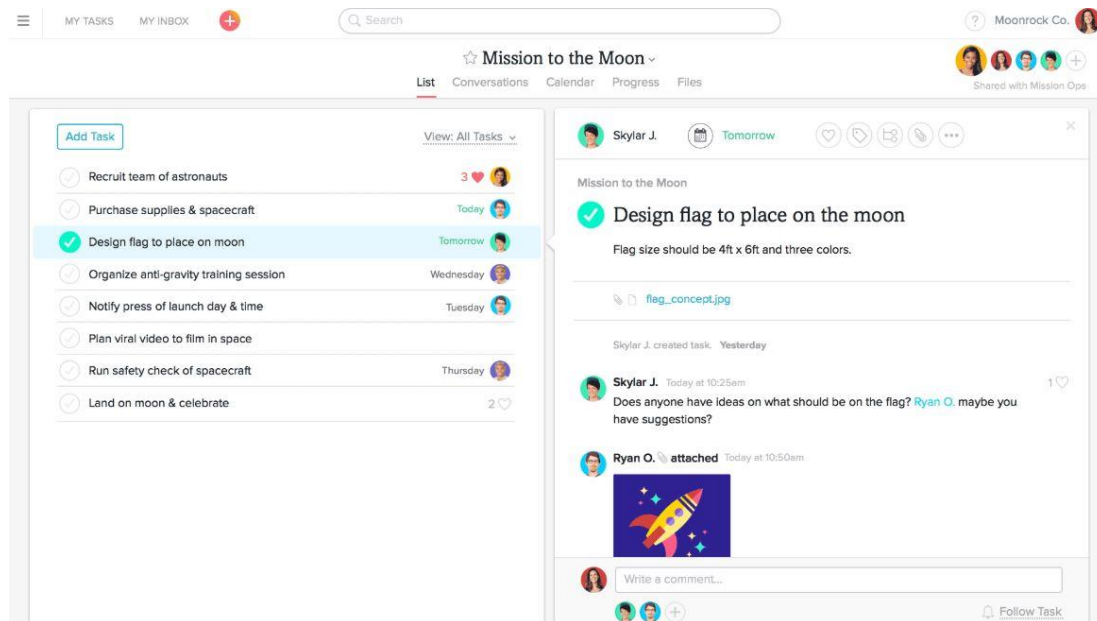 MY TASKS
MY INBOX
Search
?
Moonrock Co.
Mission to the Moon
List
Conversations
Calendar
Progress
Files
Shared with Mission Ops
Add Task
View: All Tasks
Recruit team of astronauts
3
Purchase supplies & spacecraft
Today
Design flag to place on moon
Tomorrow
Organize anti-gravity training session
Wednesday
Notify press of launch day & time
Tuesday
Plan viral video to film in space
Run safety check of spacecraft
Thursday
Land on moon & celebrate
2
Skylar J.
Tomorrow
Mission to the Moon
Design flag to place on the moon
Flag size should be 4ft x 6ft and three colors.
flag_concept.jpg
Skylar J. created task. Yesterday
Skylar J. Today at 10:25am
1
Does anyone have ideas on what should be on the flag? Ryan O. maybe you
have suggestions?
Ryan O. attached Today at 10:50am
Write a comment...
Follow Task